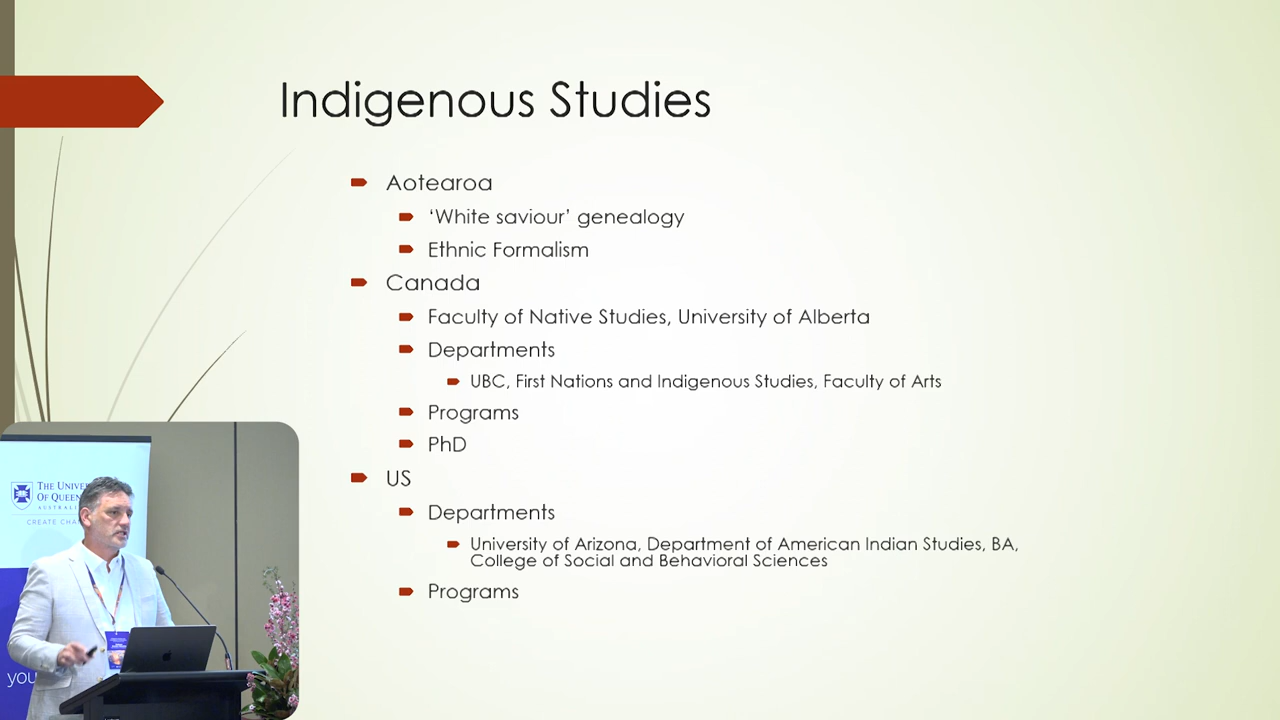 Indigenous Studies
Aotearoa
‘White saviour’ genealogy
Ethnic Formalism
Canada
Faculty of Native Studies, University of Alberta
Departments
UBC, First Nations and Indigenous Studies, Faculty of Arts
Programs
PhD
US
Departments
University of Arizona, Department of American Indian Studies, BA,
College of Social and Behavioral Sciences
Programs
THE
OF
CREATE